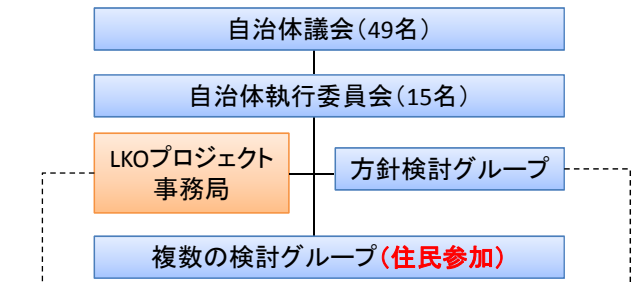 自治体議会（49名）
自治体執行委員会（15名）
LKOプロジェクト
事務局
方針検討グループ
複数の検討グループ（住民参加）